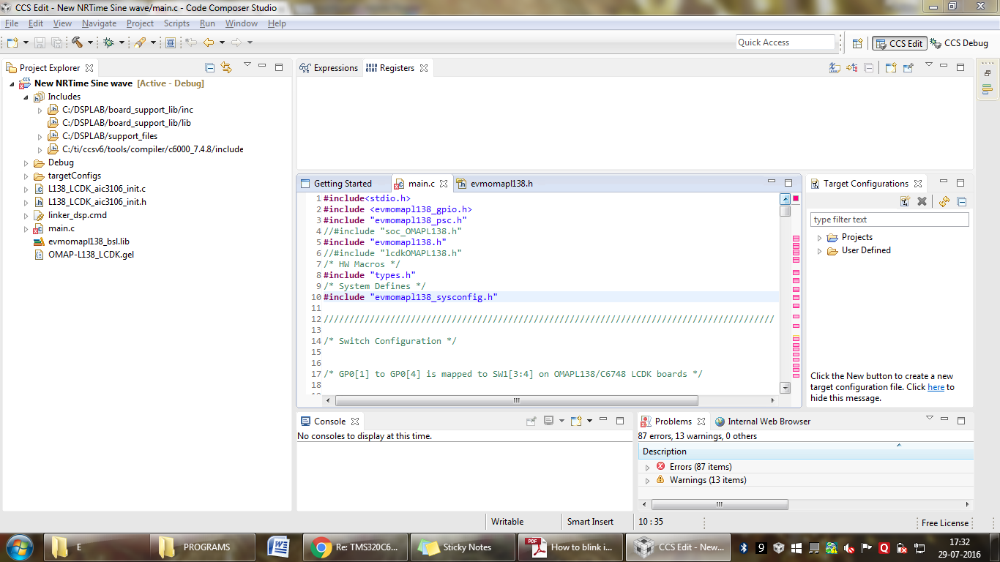 CCS Edit - New NRTime Sine wave/main.c - Code Composer Studio
File Edit View Navigate Project Scripts Run Window Help
Quick Access
CCS Edit
CCS Debug
Project Explorer
New NRTime Sine wave [Active - Debug]
Includes
C:/DSPLAB/board_support_lib/inc
C:/DSPLAB/board_support_lib/lib
C:/DSPLAB/support_files
C:/ti/ccsv6/tools/compiler/c6000_7.4.8/include
Debug
targetConfigs
L138_LCDK_aic3106_init.c
L138_LCDK_aic3106_init.h
linker_dsp.cmd
main.c
evmomapl138_bsl.lib
OMAP-L138_LCDK.gel
Expressions
Registers
Getting Started
main.c
evmomapl138.h
1 #include<stdio.h>
2 #include <evmomapl138_gpio.h>
3 #include "evmomapl138_psc.h"
4 //#include "soc_OMAPL138.h"
5 #include "evmomapl138.h"
6 //#include "lcdkOMAPL138.h"
7 /* HW Macros */
8 #include "types.h"
9 /* System Defines */
10 #include "evmomapl138_sysconfig.h"
11
12 ////////////////////////////////////////////////////////////////////////////////////////
13
14 /* Switch Configuration */
15
16
17 /* GP0[1] to GP0[4] is mapped to SW1[3:4] on OMAPL138/C6748 LCDK boards */
18
Target Configurations
type filter text
Projects
User Defined
Click the New button to create a new
target configuration file. Click here to
hide this message.
Console
No consoles to display at this time.
Problems
Internal Web Browser
87 errors, 13 warnings, 0 others
Description
Errors (87 items)
Warnings (13 items)
Writable
Smart Insert
10 : 35
Free License
E
PROGRAMS
Re: TMS320C6...
Sticky Notes
PDF
How to blink i...
CCS Edit - New...
9
17:32
29-07-2016